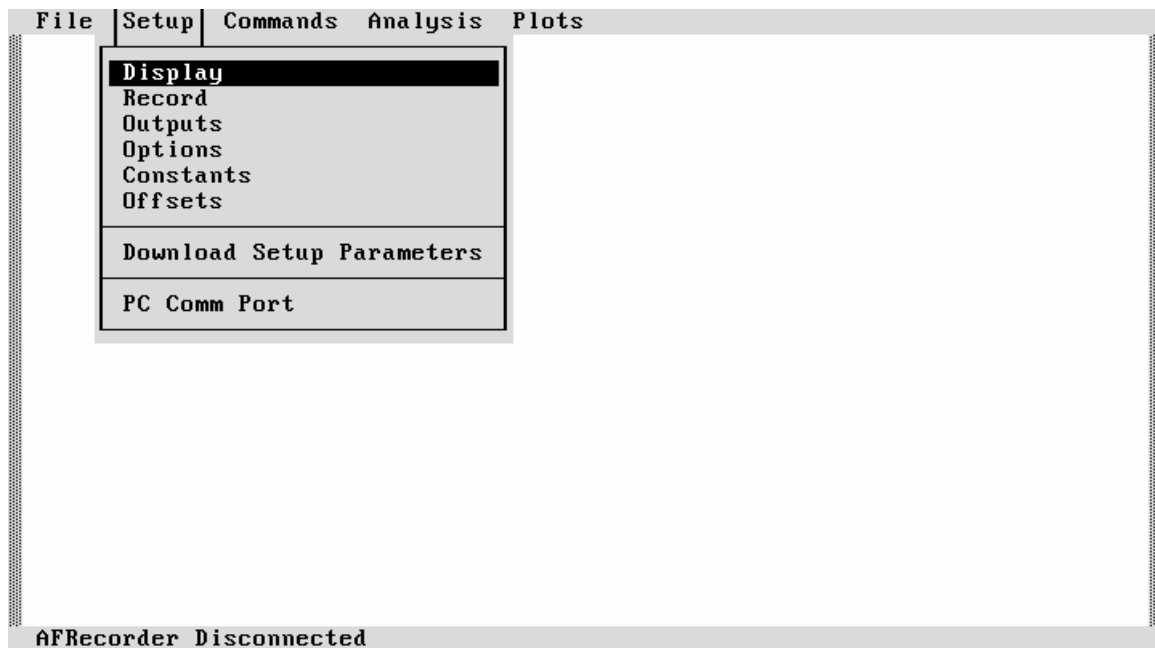 File Setup Commands Analysis Plots
Display
Record
Outputs
Options
Constants
Offsets
Download Setup Parameters
PC Comm Port
AFRecorder Disconnected